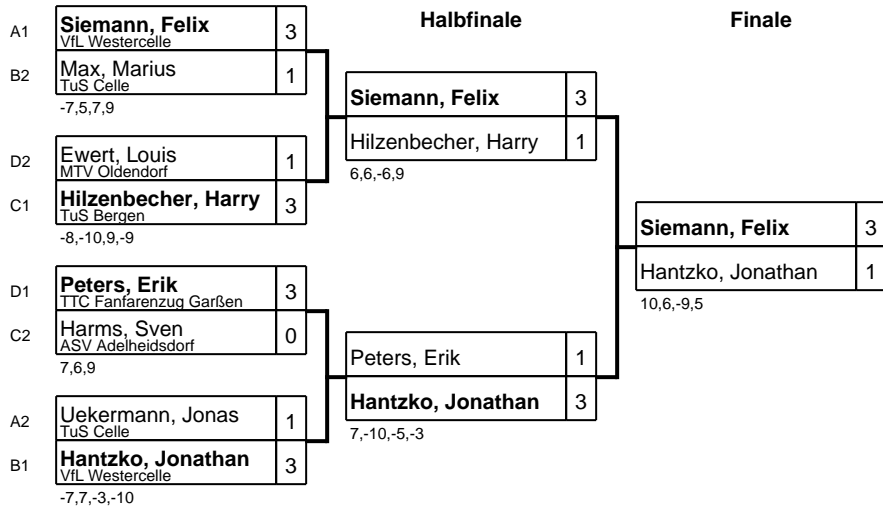 Halbfinale
Finale
A1 Siemann, Felix 3
VfL Westercelle
B2 Max, Marius 1
TuS Celle
-7,5,7,9
D2 Ewert, Louis 1
MTV Oldendorf
C1 Hilzenbecher, Harry 3
TuS Bergen
-8,-10,9,-9
D1 Peters, Erik 3
TTC Fanfarenzug Garßen
C2 Harms, Sven 0
ASV Adelheidsdorf
7,6,9
A2 Uekermann, Jonas 1
TuS Celle
B1 Hantzko, Jonathan 3
VfL Westercelle
-7,7,-3,-10
Siemann, Felix 3
Hilzenbecher, Harry 1
6,6,-6,9
Peters, Erik 1
Hantzko, Jonathan 3
7,-10,-5,-3
Siemann, Felix 3
Hantzko, Jonathan 1
10,6,-9,5